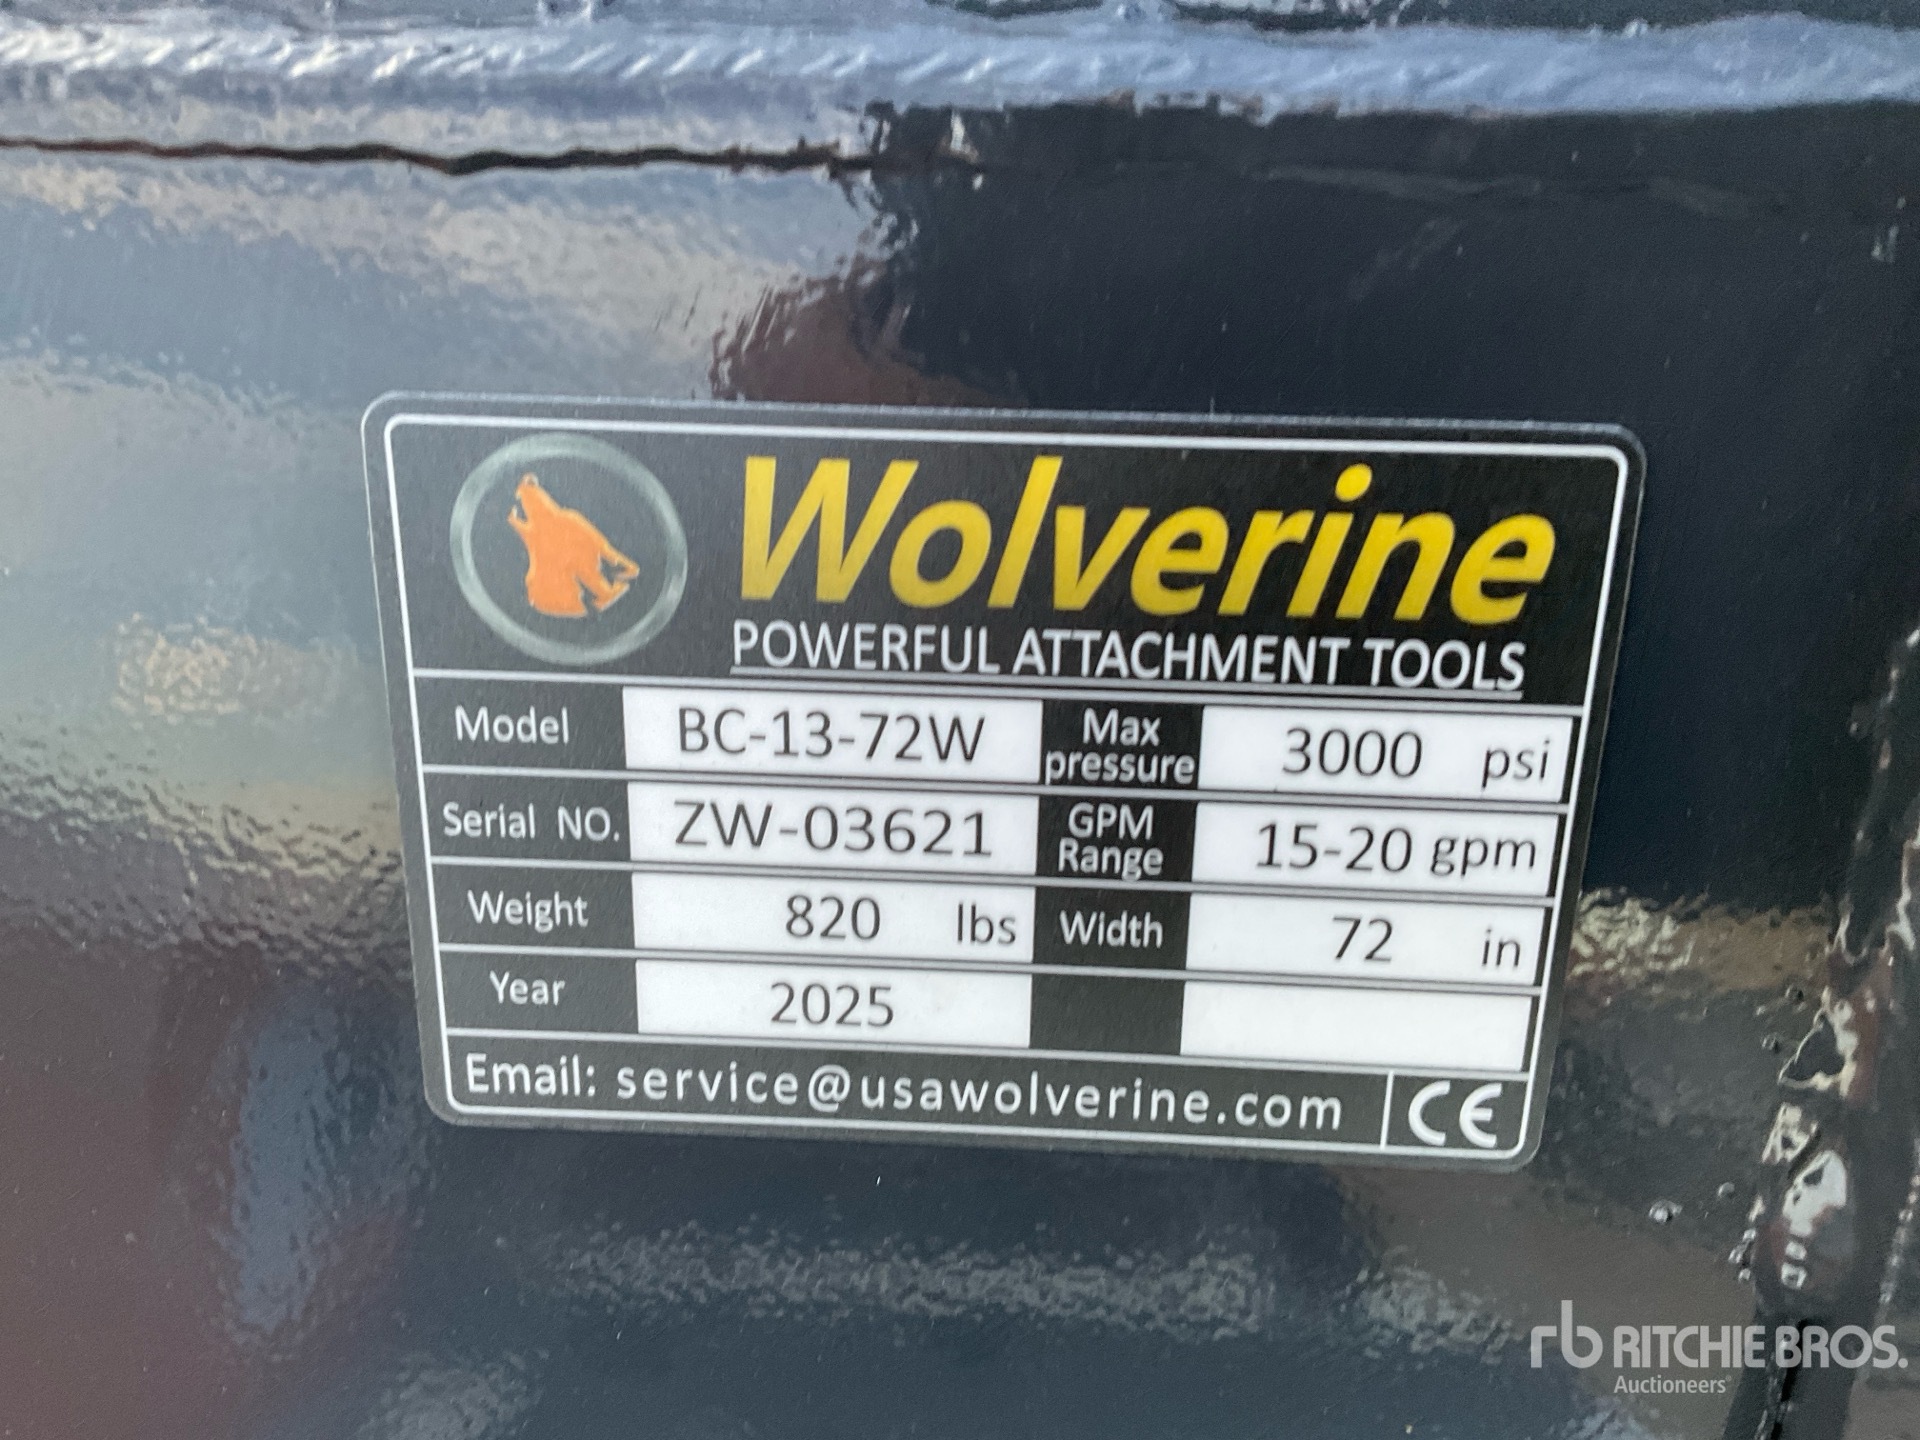 Wolverine
POWERFUL ATTACHMENT TOOLS
Model BC-13-72W Max pressure 3000 psi
Serial NO. ZW-03621 GPM Range 15-20 gpm
Weight 820 lbs Width 72 in
Year 2025
Email: service@usawolverine.com CE
rb RITCHIE BROS.
Auctioneers